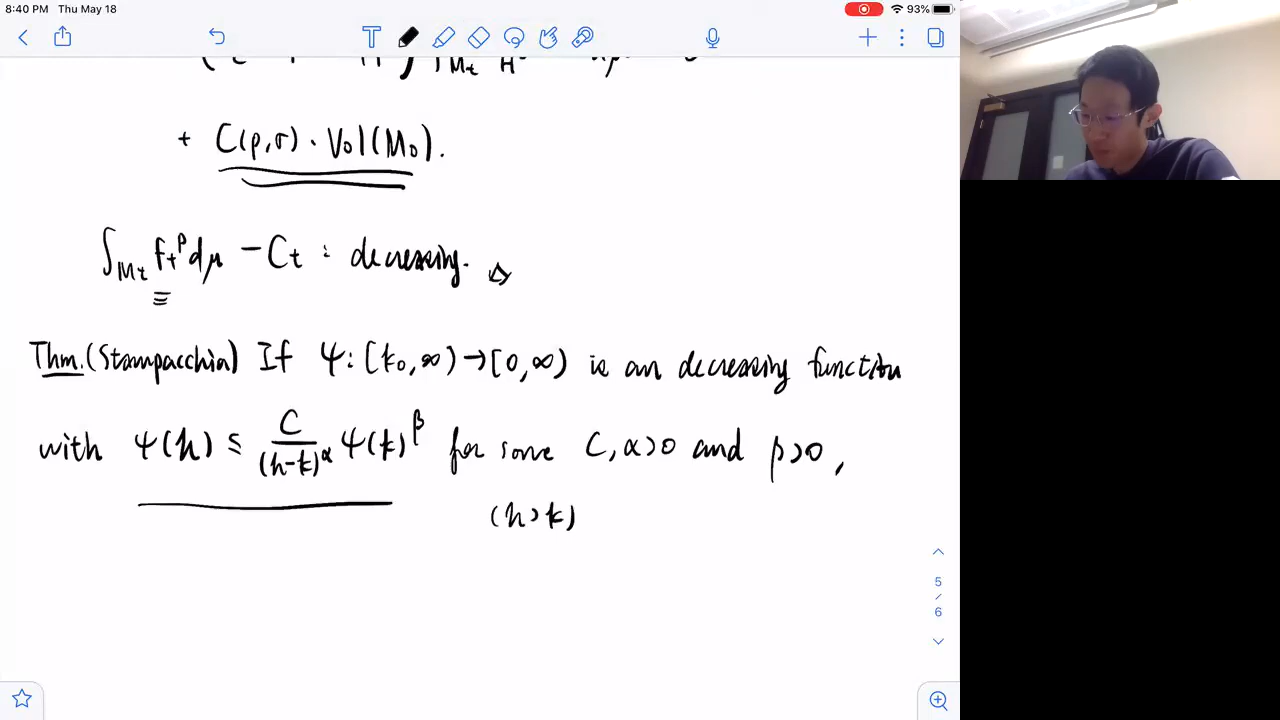 8:40 PM Thu May 18
93%
T
+ C(p,σ) · Vol(M₀).
∫_{M_t} f_+^p dμ − Ct : decreasing.
Thm. (Stampacchia) If Ψ: [k₀,∞) → [0,∞) is an decreasing function
with Ψ(h) ≤ C/(h-k)^α Ψ(k)^β for some C, α>0 and β>0,
(h>k)
5
/
6